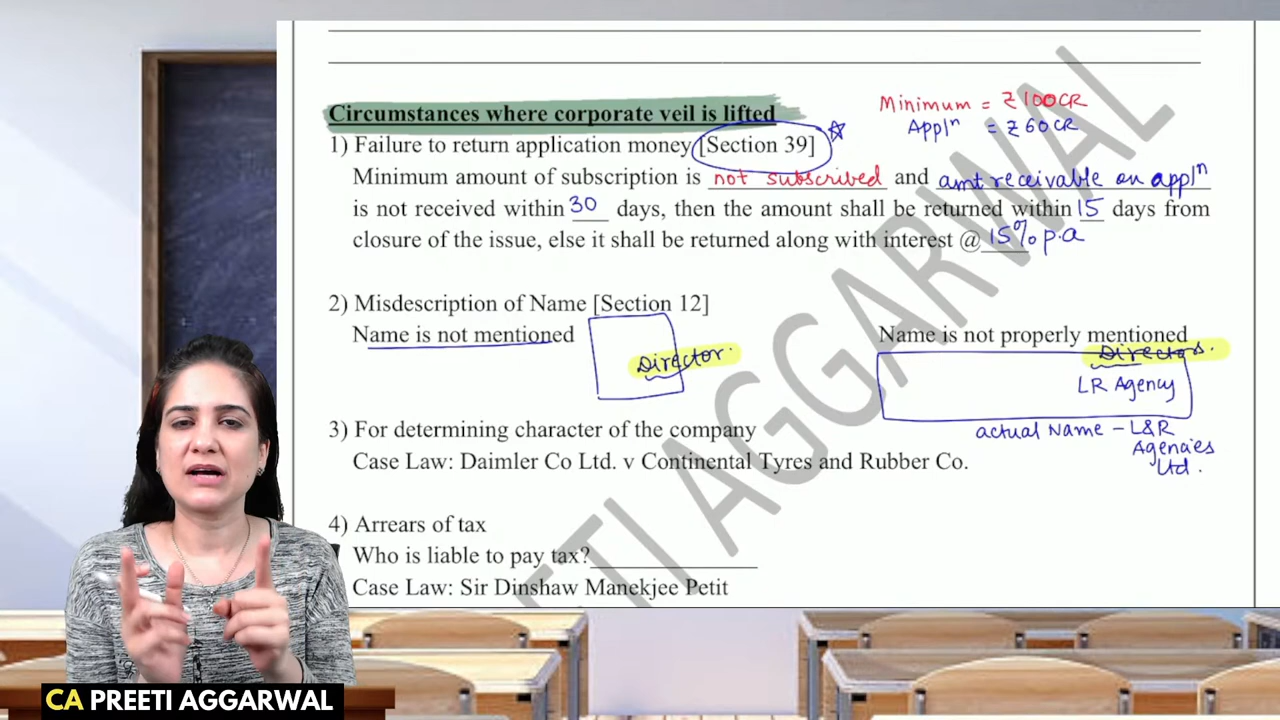 Circumstances where corporate veil is lifted
Minimum = ₹100CR
Applⁿ = ₹60CR
1) Failure to return application money [Section 39]
Minimum amount of subscription is not subscribed and amt receivable on applⁿ
is not received within 30 days, then the amount shall be returned within 15 days from
closure of the issue, else it shall be returned along with interest @ 15% p.a
2) Misdescription of Name [Section 12]
Name is not mentioned
Director.
Name is not properly mentioned
Directors.
LR Agency
actual Name - L&R
Agenaies
Ltd.
3) For determining character of the company
Case Law: Daimler Co Ltd. v Continental Tyres and Rubber Co.
4) Arrears of tax
Who is liable to pay tax?
Case Law: Sir Dinshaw Manekjee Petit
ETI AGGARWAL
CA PREETI AGGARWAL